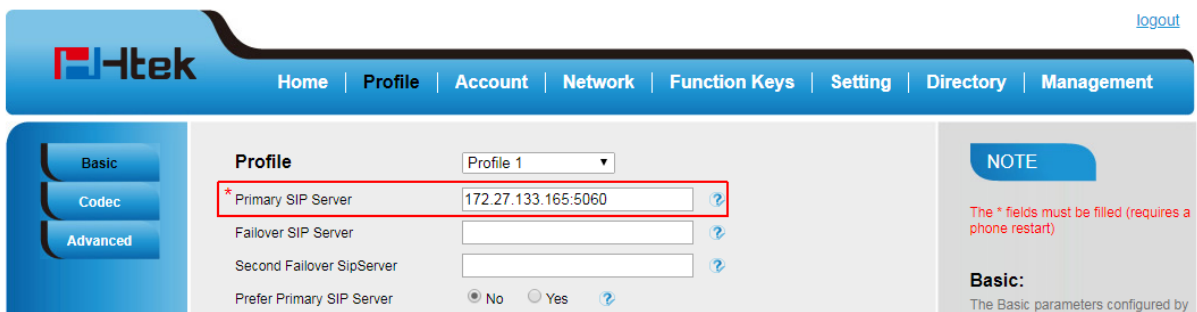 logout
Htek
Home | Profile | Account | Network | Function Keys | Setting | Directory | Management
Basic
Codec
Advanced
Profile Profile 1
* Primary SIP Server 172.27.133.165:5060
Failover SIP Server
Second Failover SipServer
Prefer Primary SIP Server No Yes
NOTE
The * fields must be filled (requires a
phone restart)
Basic:
The Basic parameters configured by